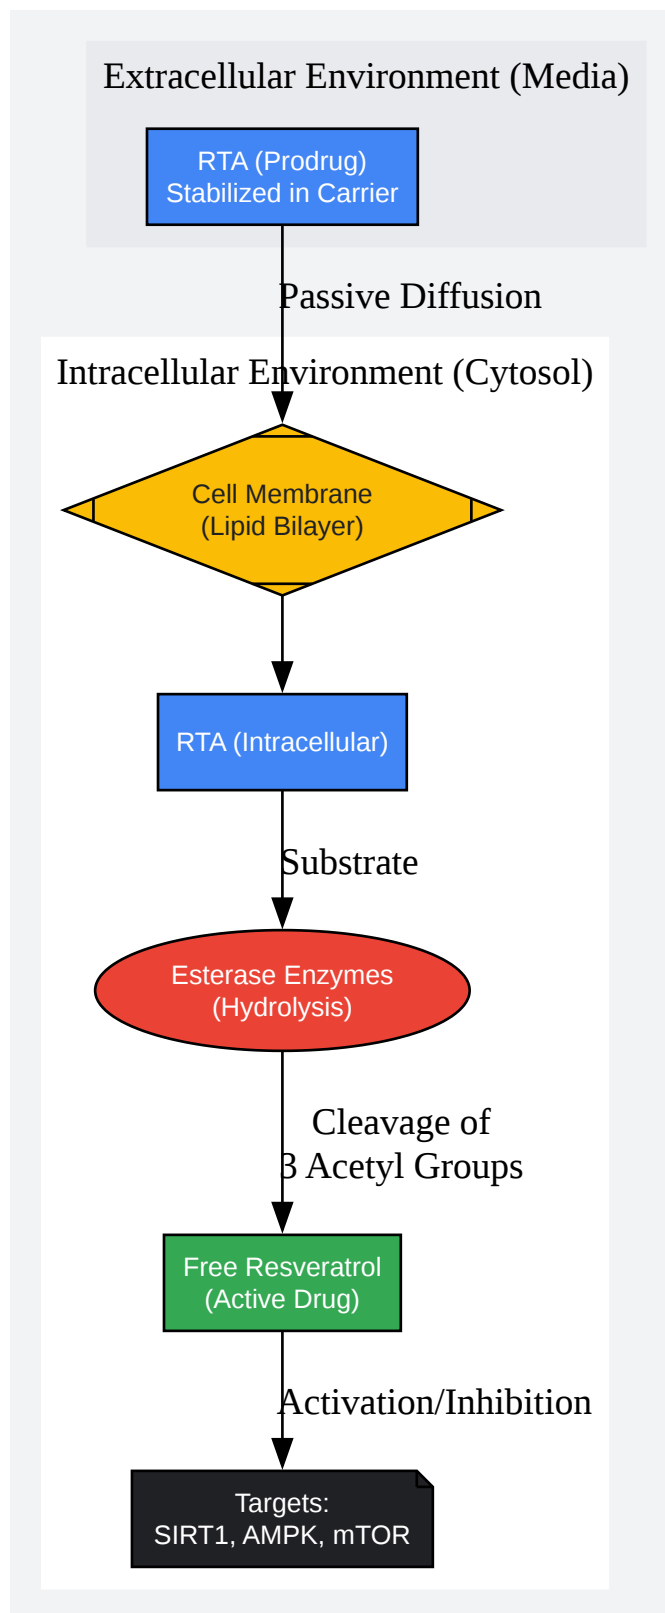 Extracellular Environment (Media)
RTA (Prodrug)
Stabilized in Carrier
Passive Diffusion
Intracellular Environment (Cytosol)
Cell Membrane
(Lipid Bilayer)
RTA (Intracellular)
Substrate
Esterase Enzymes
(Hydrolysis)
Cleavage of
3 Acetyl Groups
Free Resveratrol
(Active Drug)
Activation/Inhibition
Targets:
SIRT1, AMPK, mTOR